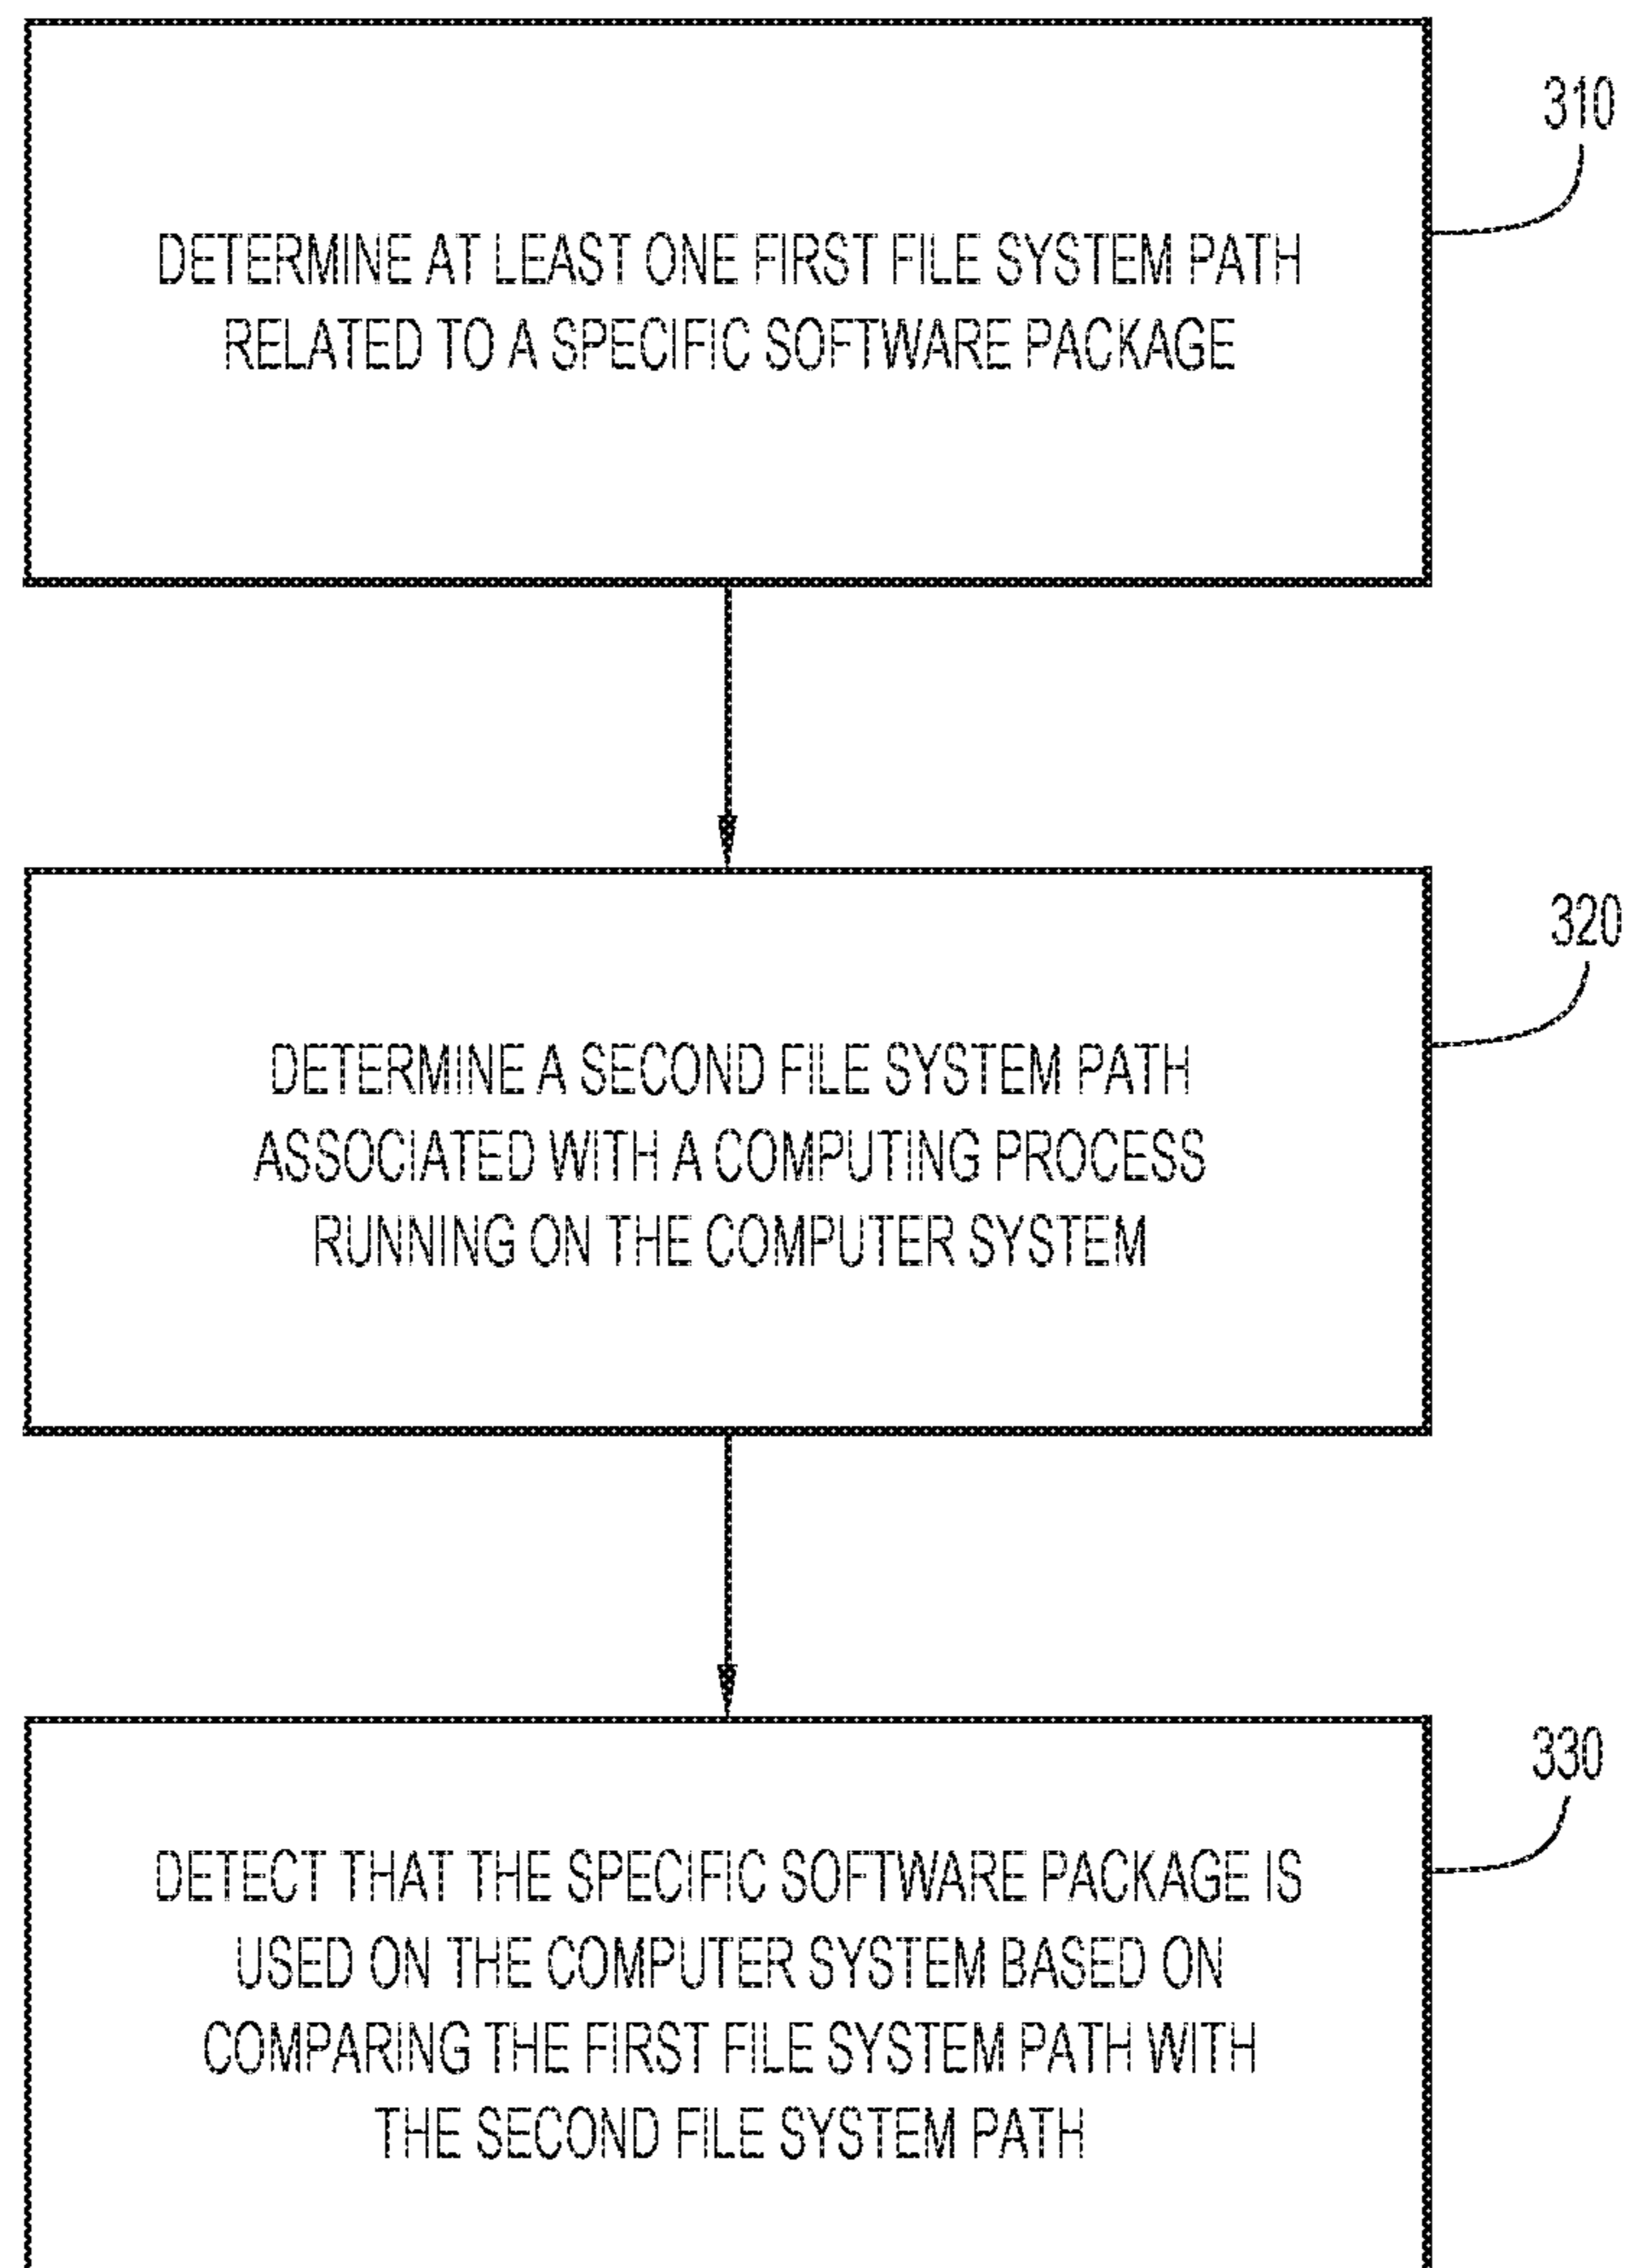 310
DETERMINE AT LEAST ONE FIRST FILE SYSTEM PATH
RELATED TO A SPECIFIC SOFTWARE PACKAGE
320
DETERMINE A SECOND FILE SYSTEM PATH
ASSOCIATED WITH A COMPUTING PROCESS
RUNNING ON THE COMPUTER SYSTEM
330
DETECT THAT THE SPECIFIC SOFTWARE PACKAGE IS
USED ON THE COMPUTER SYSTEM BASED ON
COMPARING THE FIRST FILE SYSTEM PATH WITH
THE SECOND FILE SYSTEM PATH